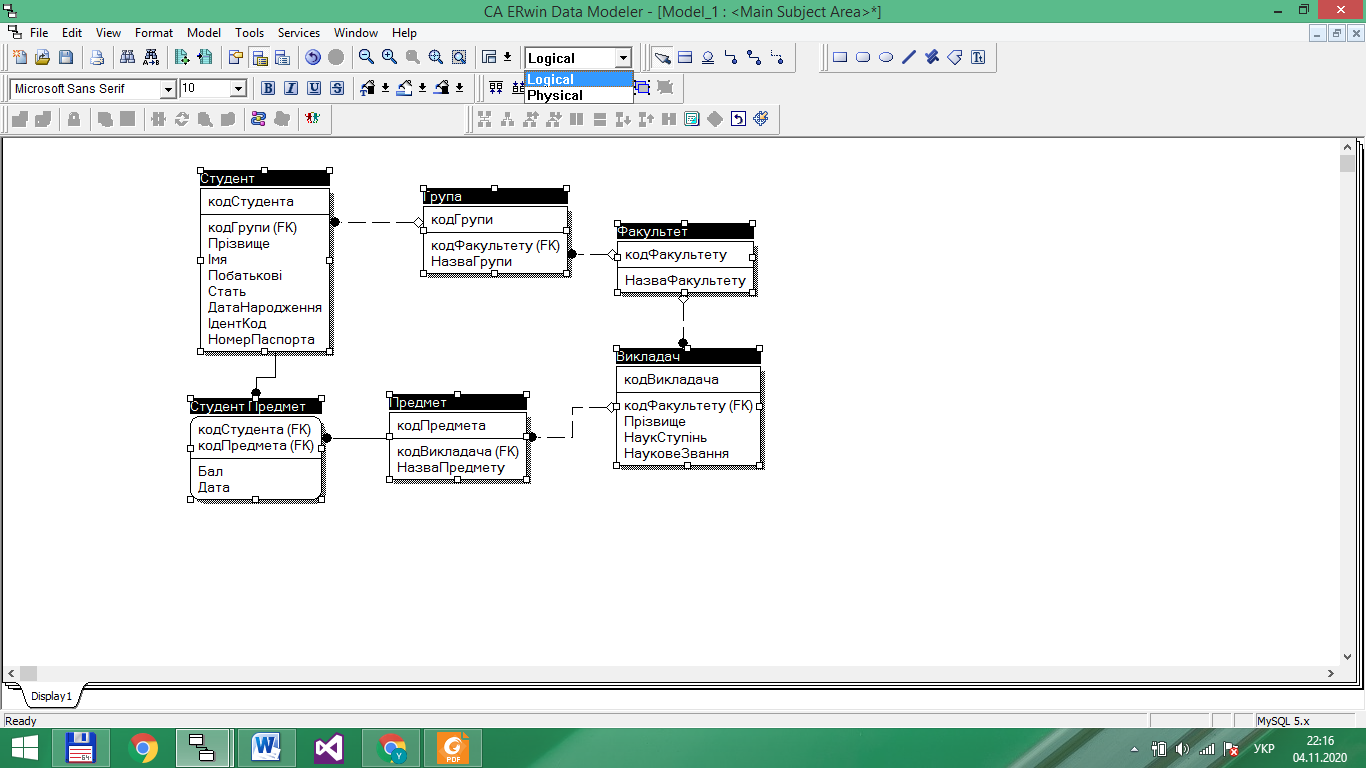 CA ERwin Data Modeler - [Model_1 : <Main Subject Area>*]
File Edit View Format Model Tools Services Window Help
Logical
Logical
Physical
Microsoft Sans Serif 10 B I U S
Студент
кодСтудента
кодГрупи (FK)
Прізвище
Імя
Побатькові
Стать
ДатаНародження
ІдентКод
НомерПаспорта
Група
кодГрупи
кодФакультету (FK)
НазваГрупи
Факультет
кодФакультету
НазваФакультету
Викладач
кодВикладача
кодФакультету (FK)
Прізвище
НаукСтупінь
НауковеЗвання
Студент Предмет
кодСтудента (FK)
кодПредмета (FK)
Бал
Дата
Предмет
кодПредмета
кодВикладача (FK)
НазваПредмету
Display1
Ready
MySQL 5.x
64
W
Y
PDF
УКР
22:16
04.11.2020